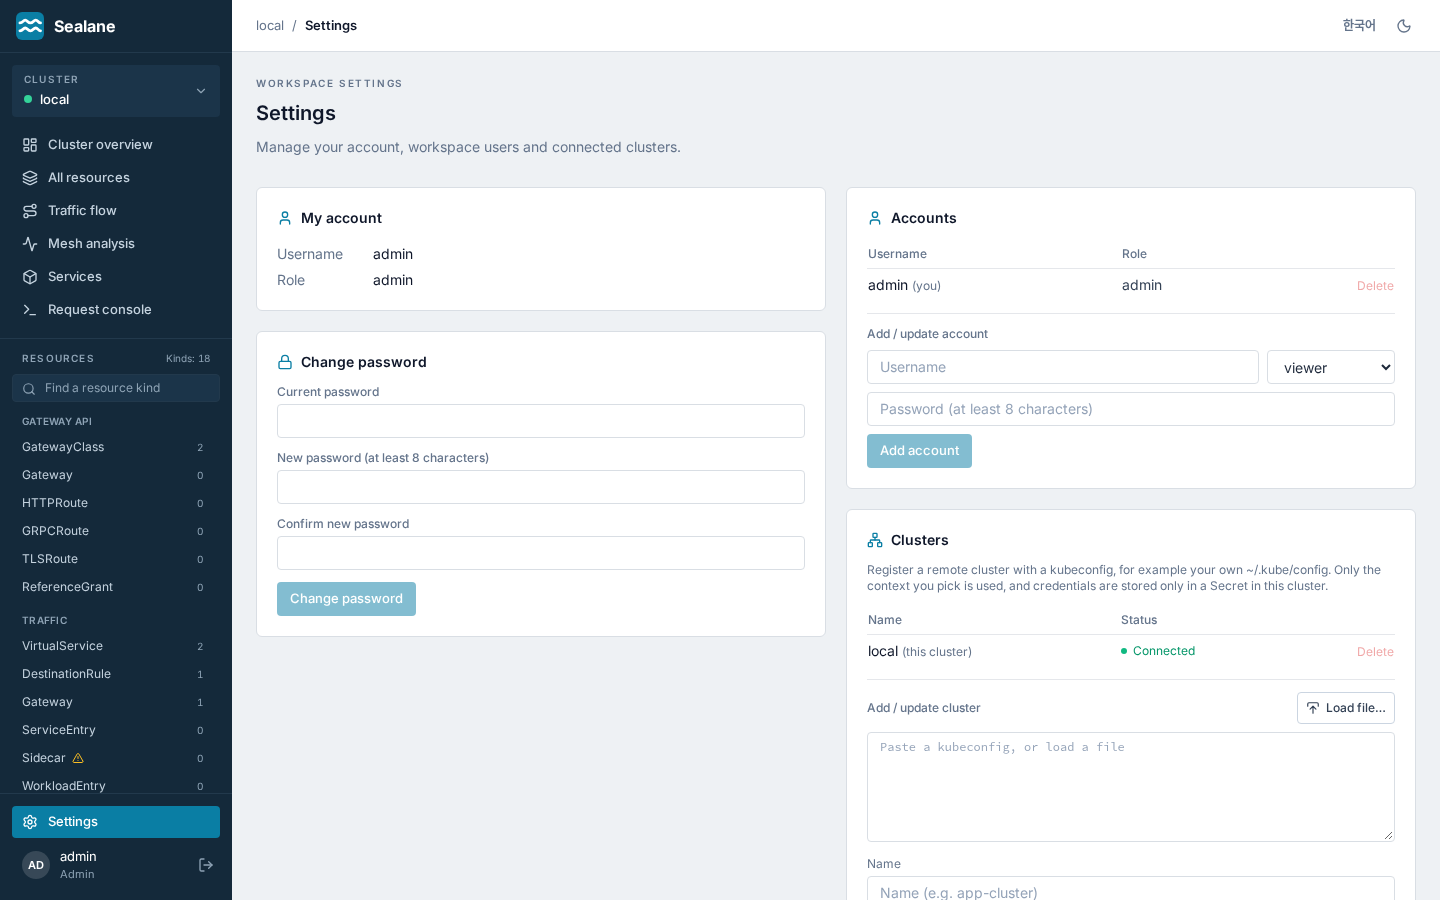 Sealane
CLUSTER
local
Cluster overview
All resources
Traffic flow
Mesh analysis
Services
Request console
RESOURCES Kinds: 18
Find a resource kind
GATEWAY API
GatewayClass 2
Gateway 0
HTTPRoute 0
GRPCRoute 0
TLSRoute 0
ReferenceGrant 0
TRAFFIC
VirtualService 2
DestinationRule 1
Gateway 1
ServiceEntry 0
Sidecar 0
WorkloadEntry 0
Settings
AD admin
Admin
local / Settings
한국어
WORKSPACE SETTINGS
Settings
Manage your account, workspace users and connected clusters.
My account
Username admin
Role admin
Change password
Current password
New password (at least 8 characters)
Confirm new password
Change password
Accounts
Username Role
admin (you) admin Delete
Add / update account
Username viewer
Password (at least 8 characters)
Add account
Clusters
Register a remote cluster with a kubeconfig, for example your own ~/.kube/config. Only the
context you pick is used, and credentials are stored only in a Secret in this cluster.
Name Status
local (this cluster) Connected Delete
Add / update cluster Load file...
Paste a kubeconfig, or load a file
Name
Name (e.g. app-cluster)